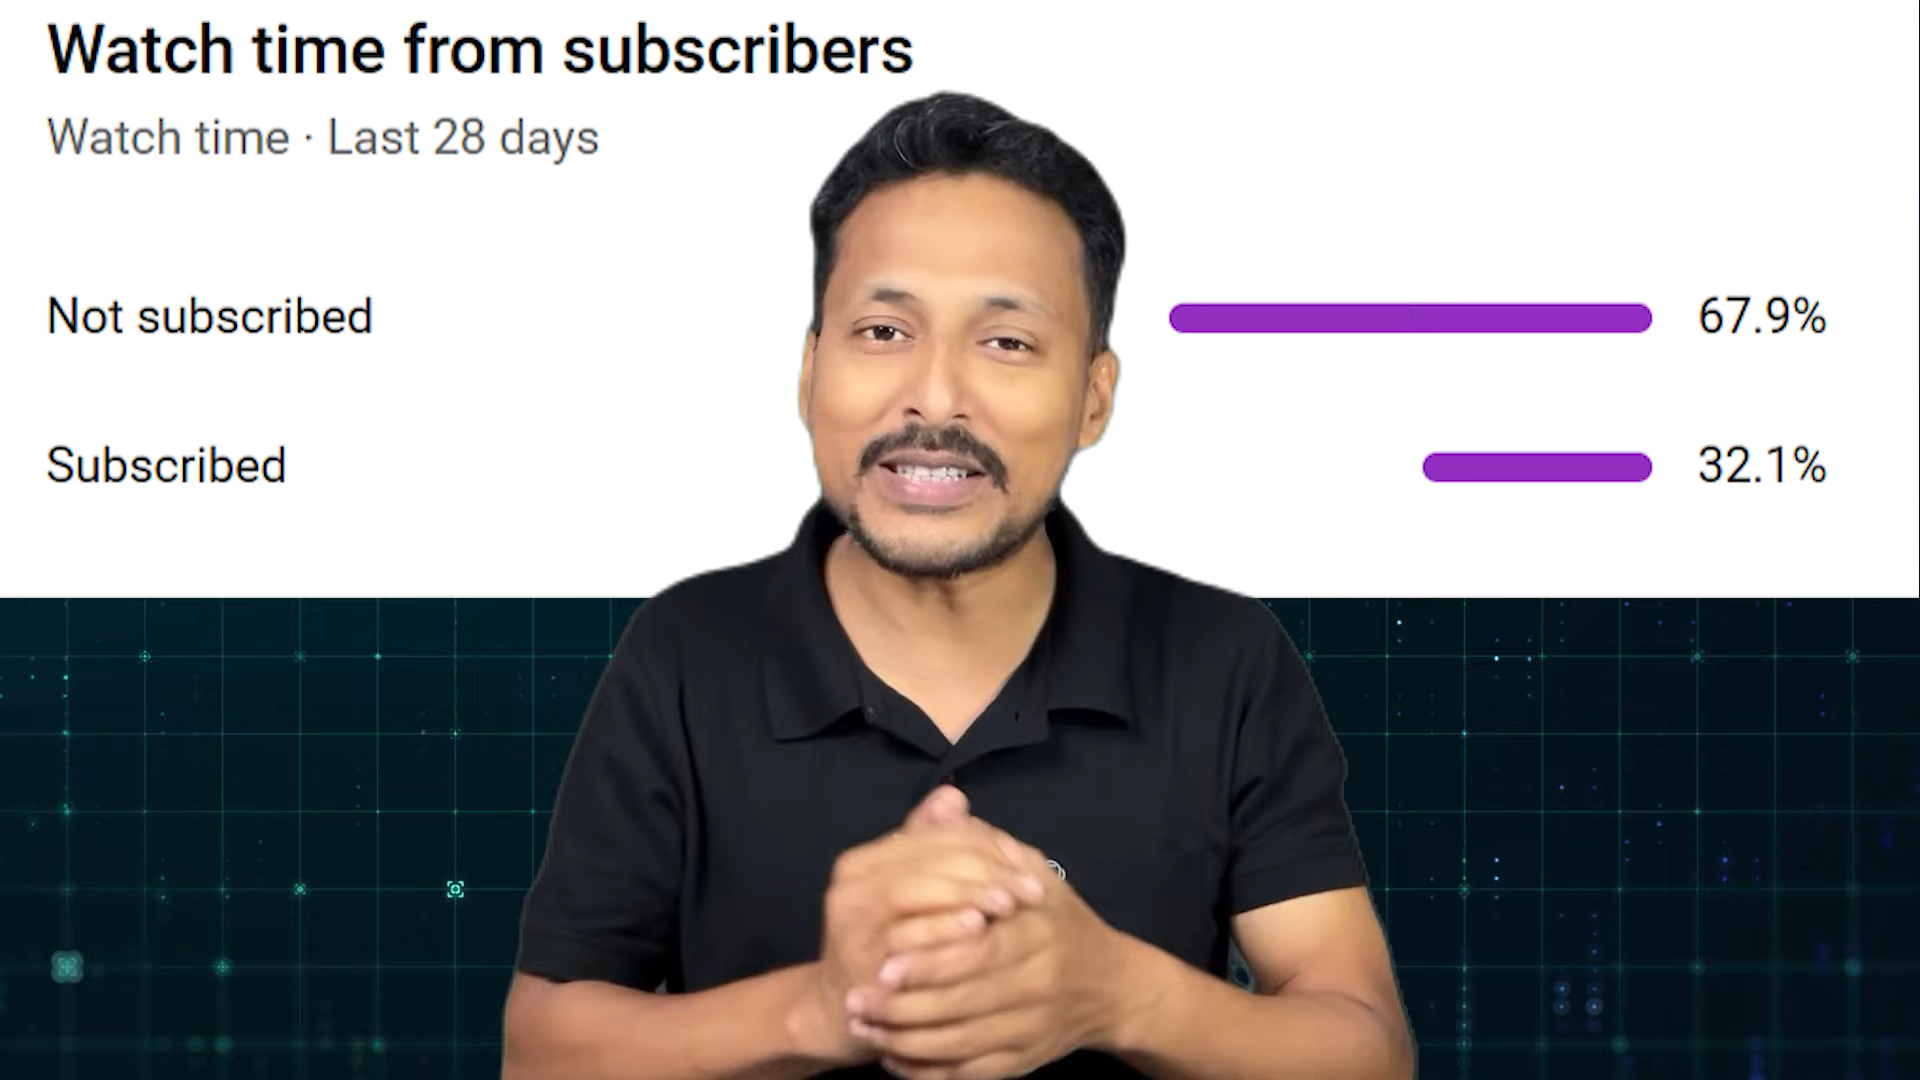 Watch time from subscribers
Watch time · Last 28 days
Not subscribed 67.9%
Subscribed 32.1%